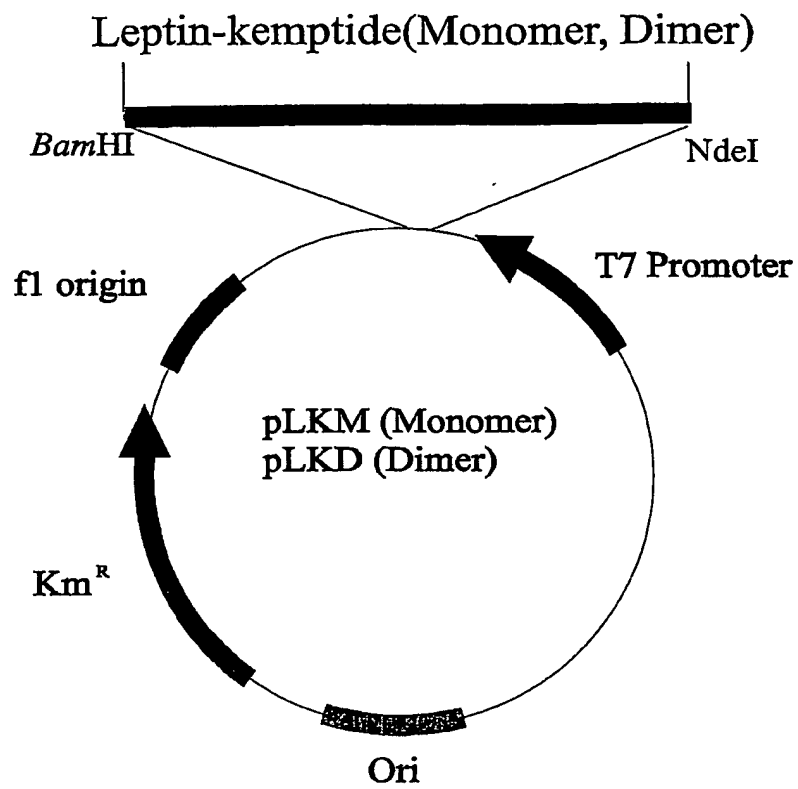 Leptin-kemptide(Monomer, Dimer)
BamHI
NdeI
T7 Promoter
f1 origin
pLKM (Monomer)
pLKD (Dimer)
Km^R
Ori